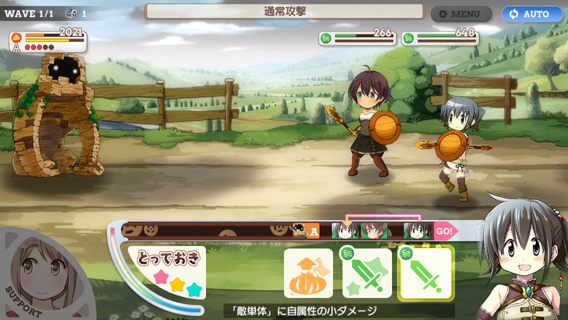 WAVE 1/1 1
通常攻撃
MENU
AUTO
2021
A
266
648
A
GO!
とっておき
SUPPORT
「敵単体」に自属性の小ダメージ